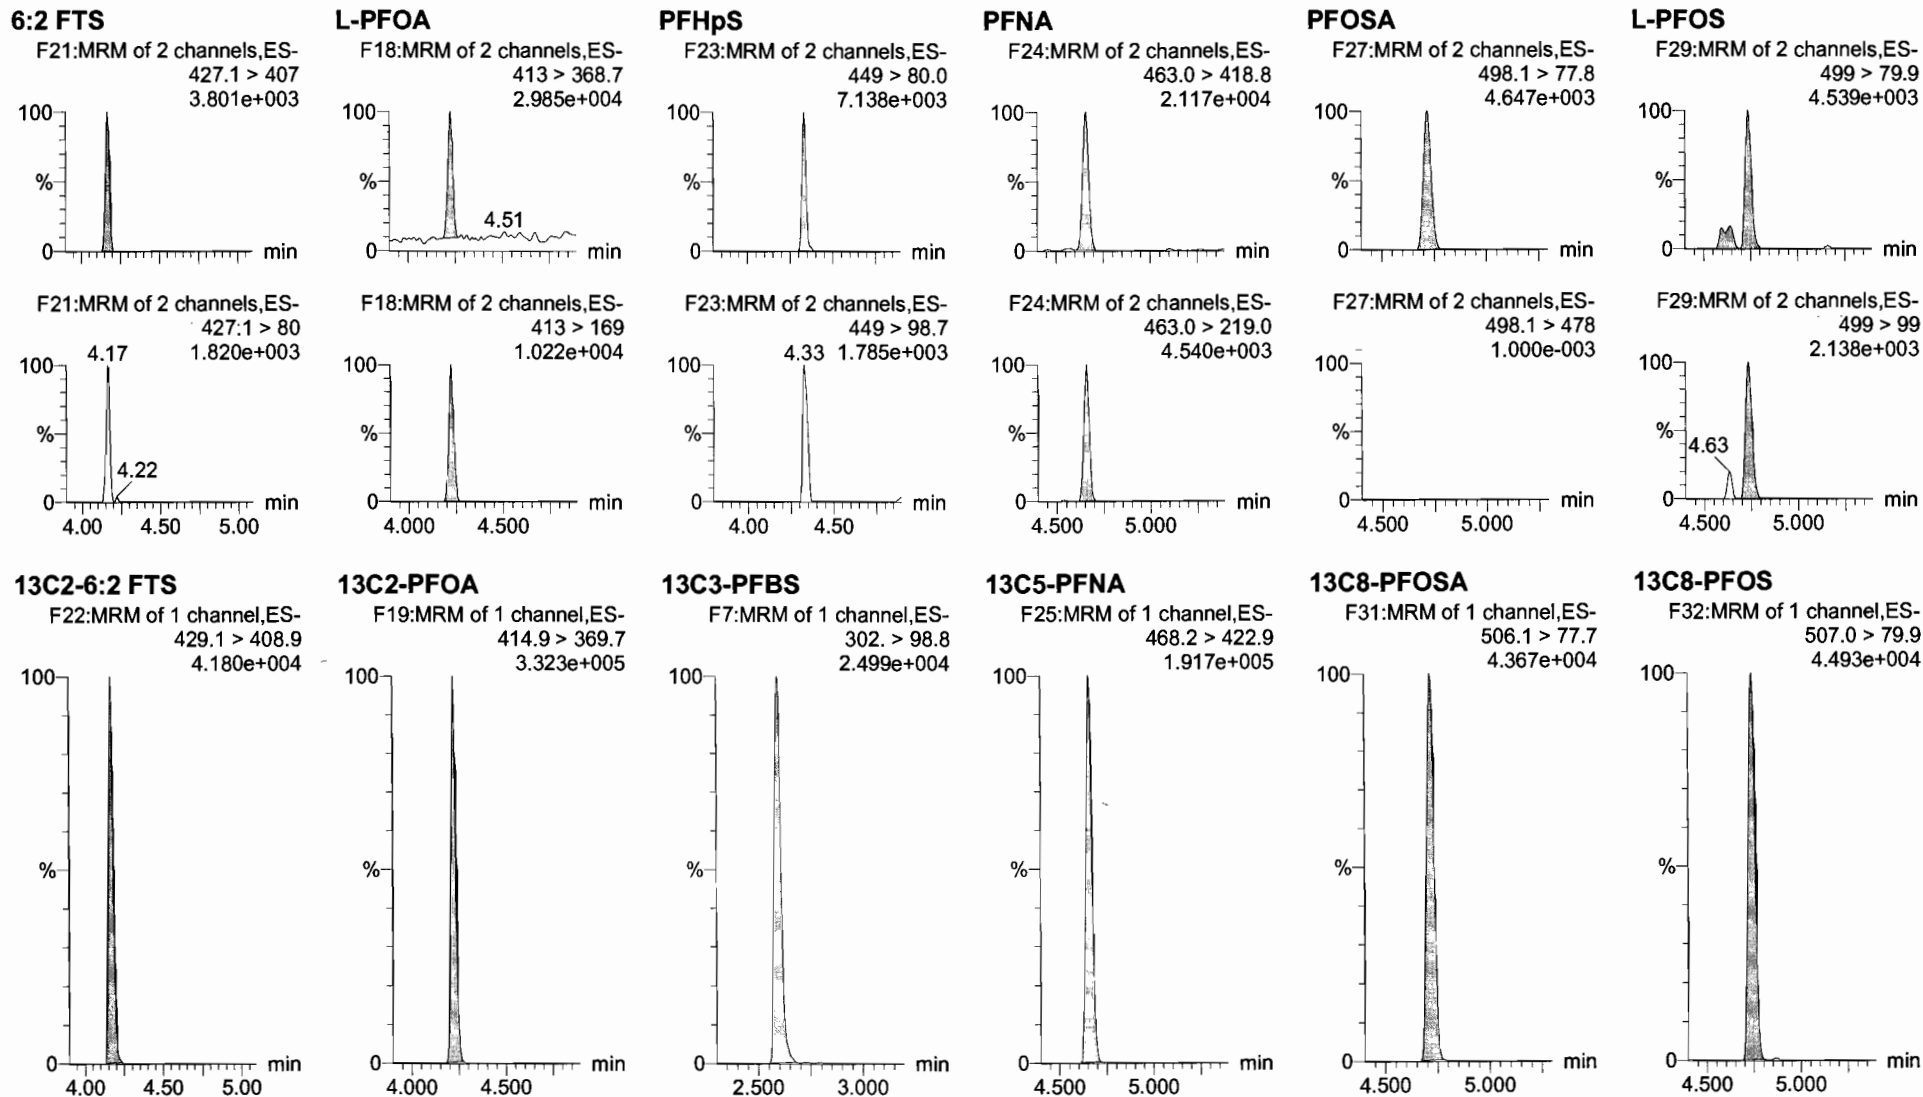 6:2 FTS
F21:MRM of 2 channels,ES-
427.1 > 407
3.801e+003
100
%
0
min
L-PFOA
F18:MRM of 2 channels,ES-
413 > 368.7
2.985e+004
100
%
4.51
0
min
PFHpS
F23:MRM of 2 channels,ES-
449 > 80.0
7.138e+003
100
%
0
min
PFNA
F24:MRM of 2 channels,ES-
463.0 > 418.8
2.117e+004
100
%
0
min
PFOSA
F27:MRM of 2 channels,ES-
498.1 > 77.8
4.647e+003
100
%
0
min
L-PFOS
F29:MRM of 2 channels,ES-
499 > 79.9
4.539e+003
100
%
0
min
F21:MRM of 2 channels,ES-
427.1 > 80
4.17 1.820e+003
100
%
4.22
0
min
4.00 4.50 5.00
F18:MRM of 2 channels,ES-
413 > 169
1.022e+004
100
%
0
min
4.000 4.500
F23:MRM of 2 channels,ES-
449 > 98.7
4.33 1.785e+003
100
%
0
min
4.00 4.50
F24:MRM of 2 channels,ES-
463.0 > 219.0
4.540e+003
100
%
0
min
4.500 5.000
F27:MRM of 2 channels,ES-
498.1 > 478
1.000e-003
100
%
0
min
4.500 5.000
F29:MRM of 2 channels,ES-
499 > 99
2.138e+003
100
%
4.63
0
min
4.500 5.000
13C2-6:2 FTS
F22:MRM of 1 channel,ES-
429.1 > 408.9
4.180e+004
100
%
0
min
4.00 4.50 5.00
13C2-PFOA
F19:MRM of 1 channel,ES-
414.9 > 369.7
3.323e+005
100
%
0
min
4.000 4.500
13C3-PFBS
F7:MRM of 1 channel,ES-
302. > 98.8
2.499e+004
100
%
0
min
2.500 3.000
13C5-PFNA
F25:MRM of 1 channel,ES-
468.2 > 422.9
1.917e+005
100
%
0
min
4.500 5.000
13C8-PFOSA
F31:MRM of 1 channel,ES-
506.1 > 77.7
4.367e+004
100
%
0
min
4.500 5.000
13C8-PFOS
F32:MRM of 1 channel,ES-
507.0 > 79.9
4.493e+004
100
%
0
min
4.500 5.000